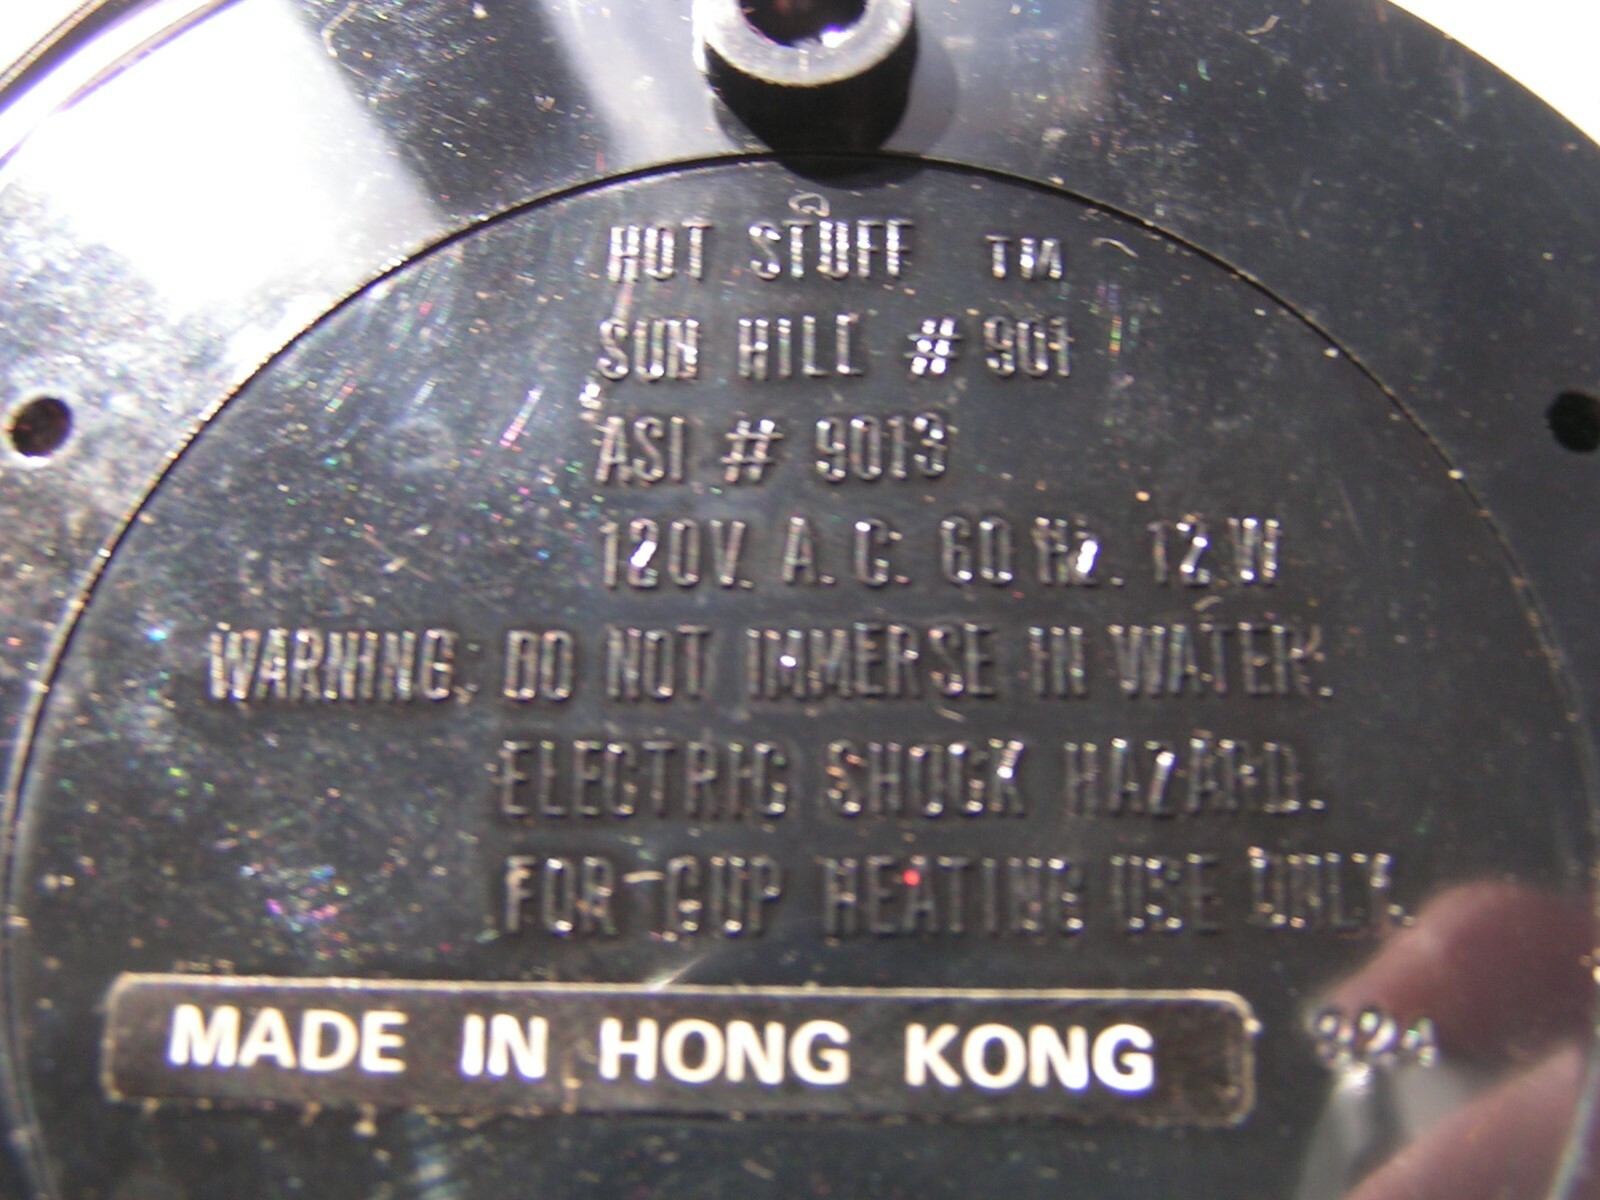 HOT STUFF TM
SUN HILL # 901
ASI # 9013
120V. A.C. 60 Hz. 12 W
WARNING: DO NOT IMMERSE IN WATER.
ELECTRIC SHOCK HAZARD.
FOR CUP HEATING USE ONLY.
MADE IN HONG KONG